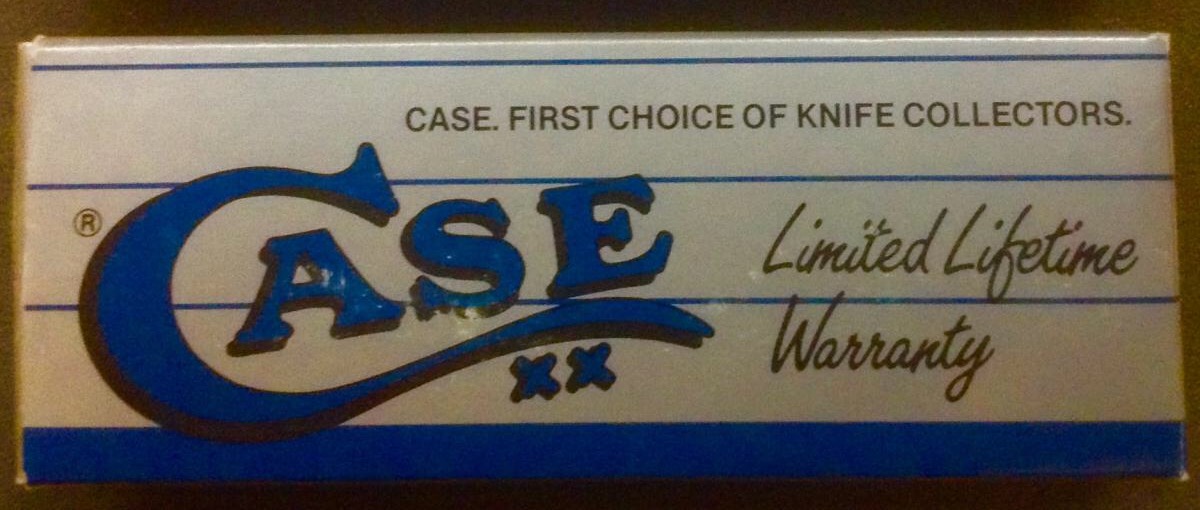 CASE. FIRST CHOICE OF KNIFE COLLECTORS.
®
CASE
XX
Limited Lifetime
Warranty